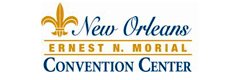 New Orleans
ERNEST N. MORIAL
CONVENTION CENTER